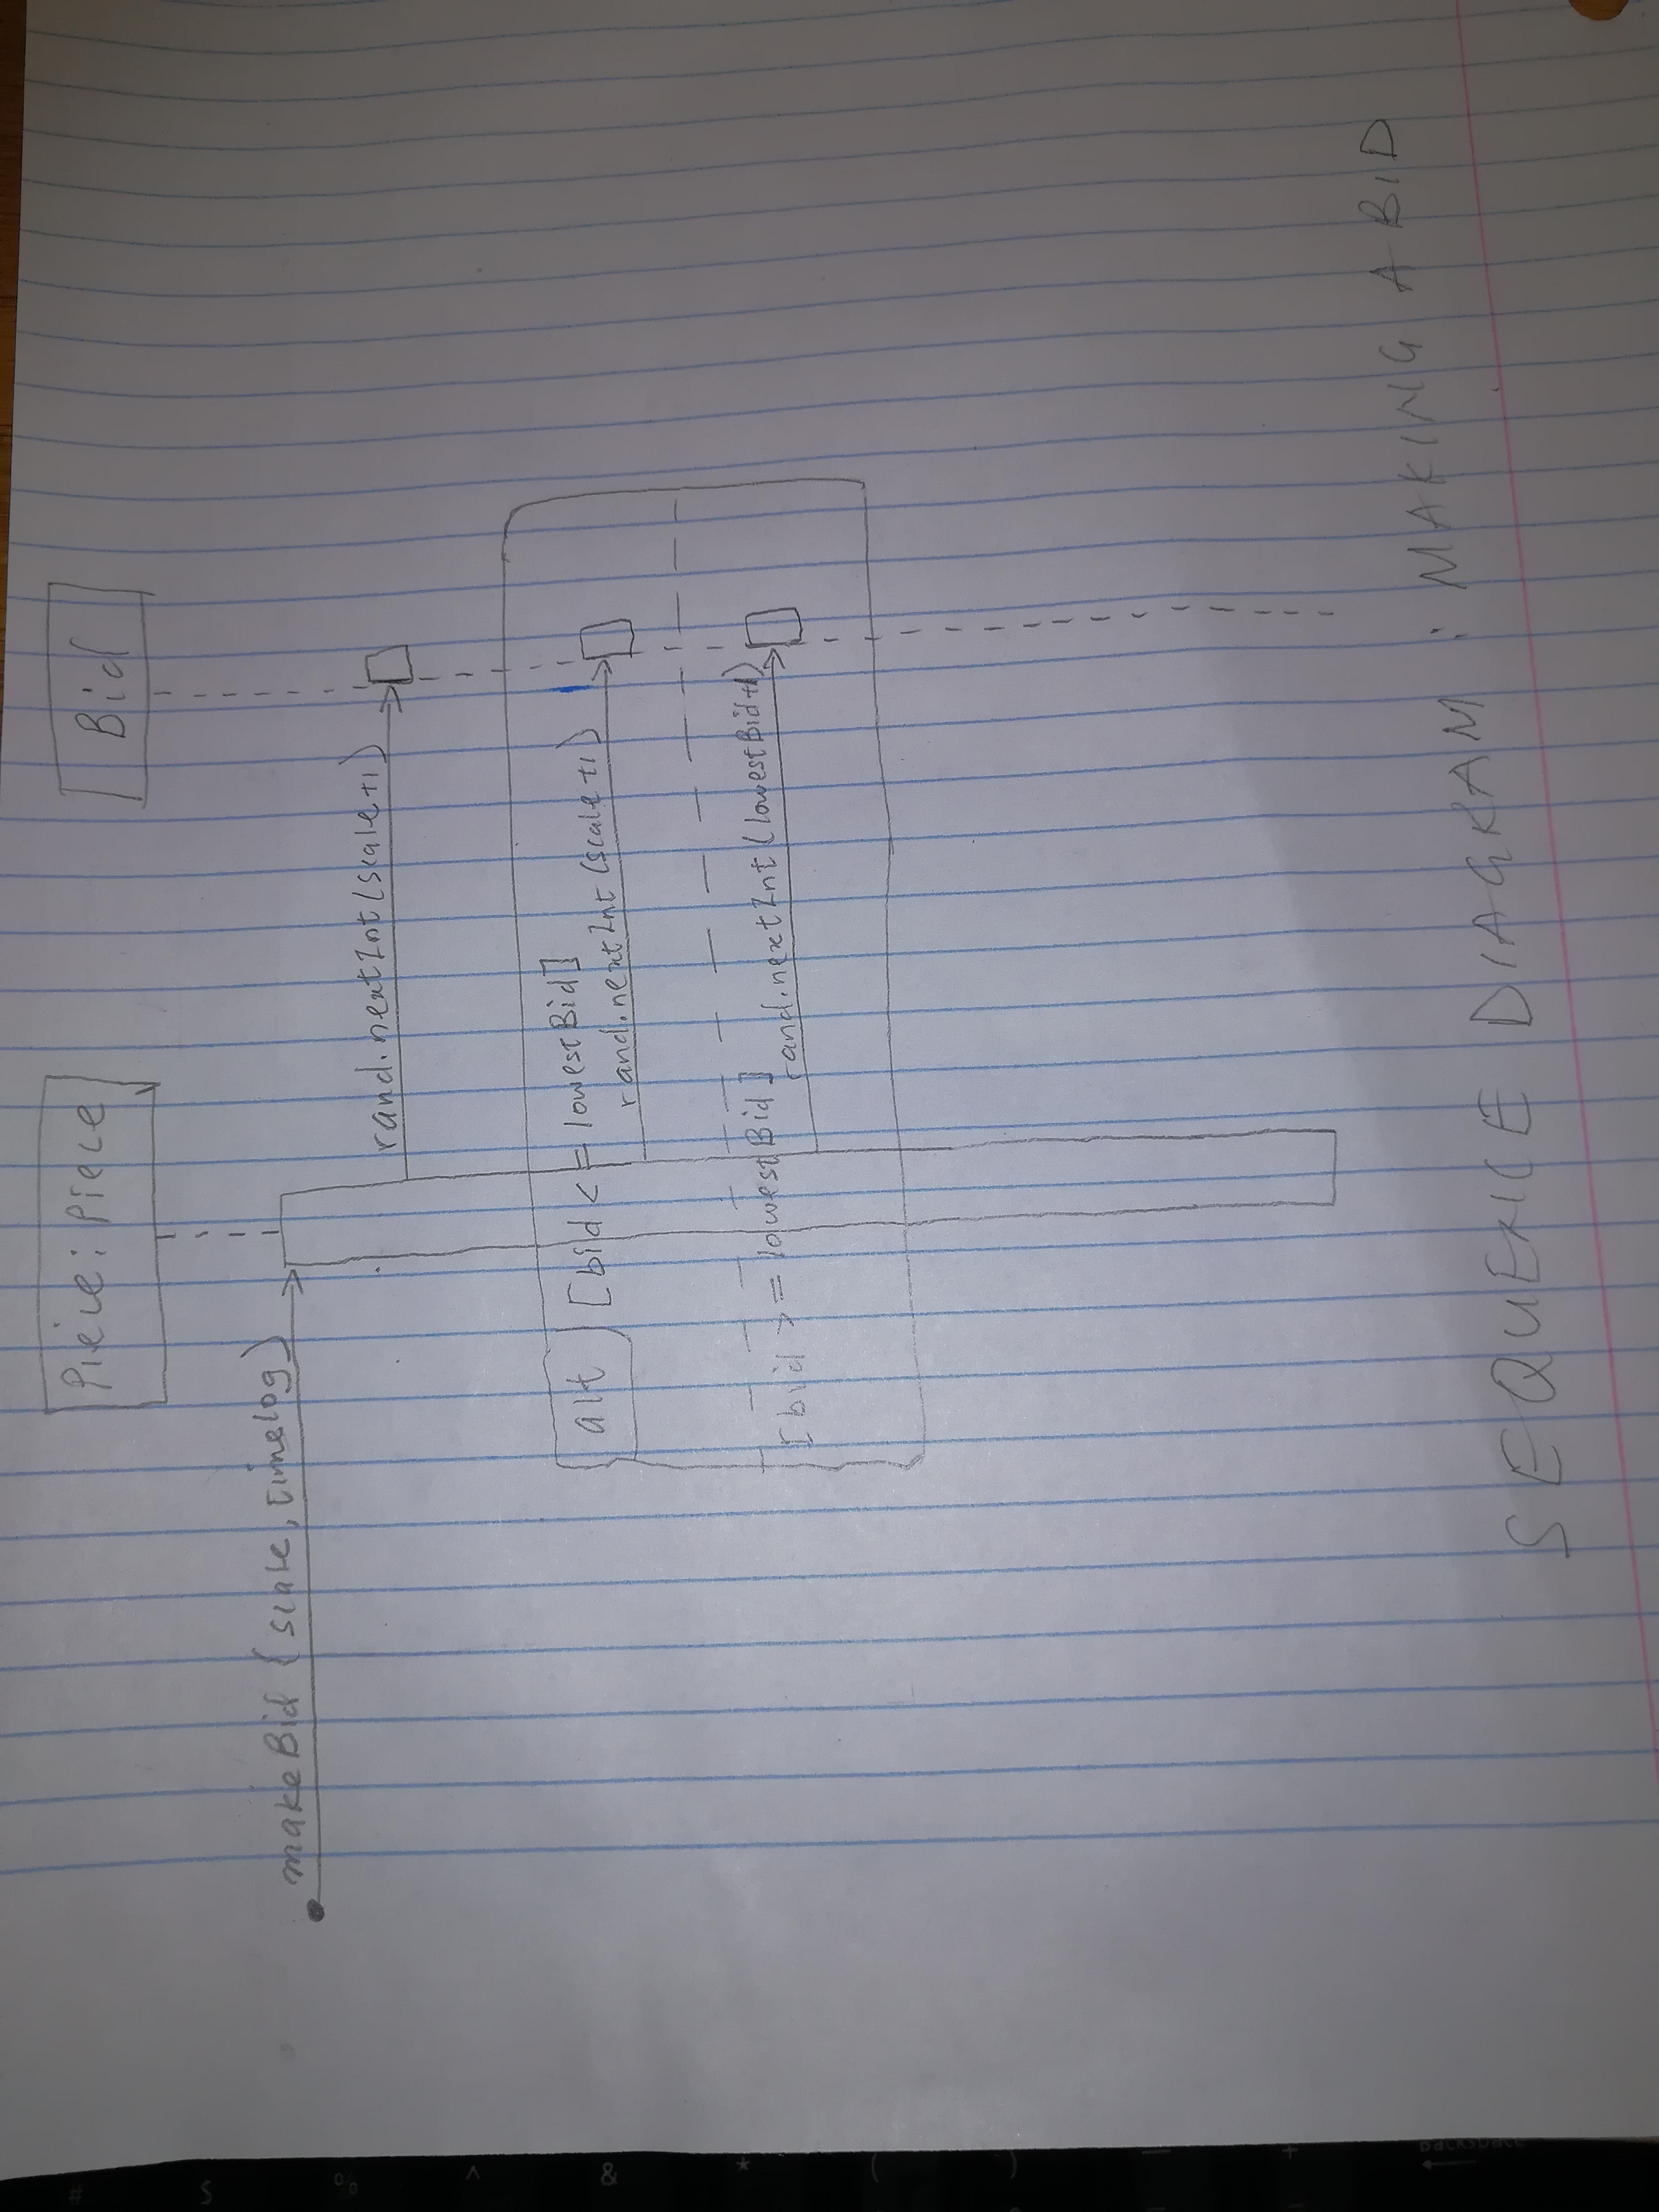 Piece : Piece
Bid
makeBid (scale, timelog)
rand.nextInt(scale+1)
alt
[bid <= lowestBid]
rand.nextInt(scale+1)
[bid >= lowestBid]
rand.nextInt(lowestBid+1)
SEQUENCE DIAGRAM : MAKING A BID
# $ % ^ & * ( ) — +
backspace